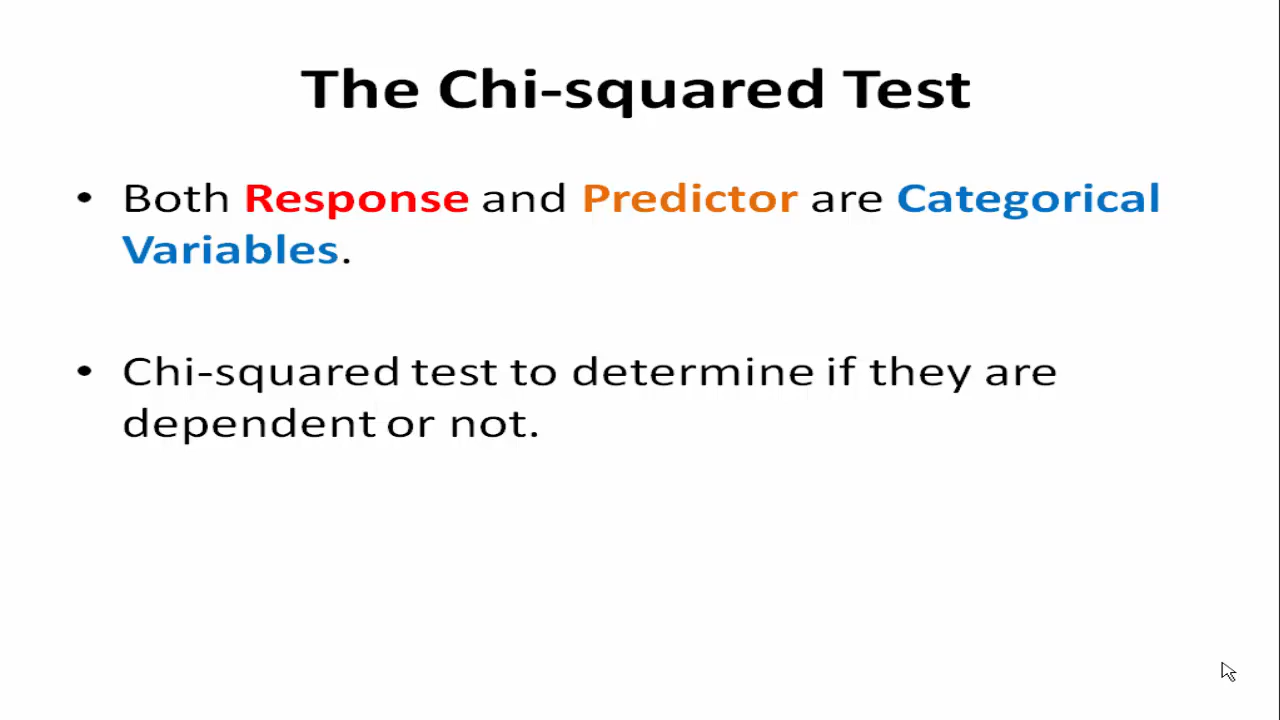 The Chi-squared Test
• Both Response and Predictor are Categorical
Variables.
• Chi-squared test to determine if they are
dependent or not.